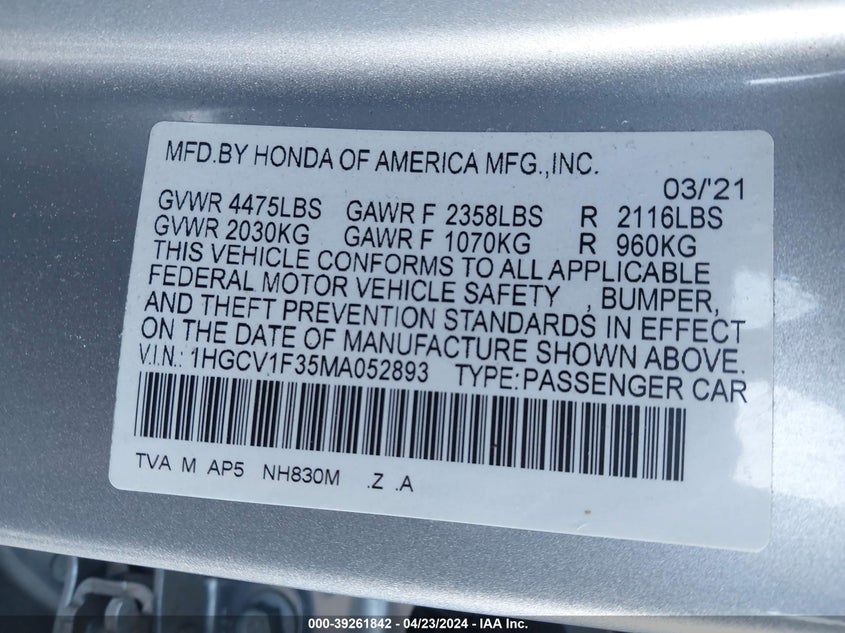 MFD.BY HONDA OF AMERICA MFG.,INC.
03/'21
GVWR 4475LBS GAWR F 2358LBS R 2116LBS
GVWR 2030KG GAWR F 1070KG R 960KG
THIS VEHICLE CONFORMS TO ALL APPLICABLE
FEDERAL MOTOR VEHICLE SAFETY , BUMPER,
AND THEFT PREVENTION STANDARDS IN EFFECT
ON THE DATE OF MANUFACTURE SHOWN ABOVE.
V.I.N.: 1HGCV1F35MA052893 TYPE:PASSENGER CAR
TVA M AP5 NH830M .Z .A
000-39261842 - 04/23/2024 - IAA Inc.